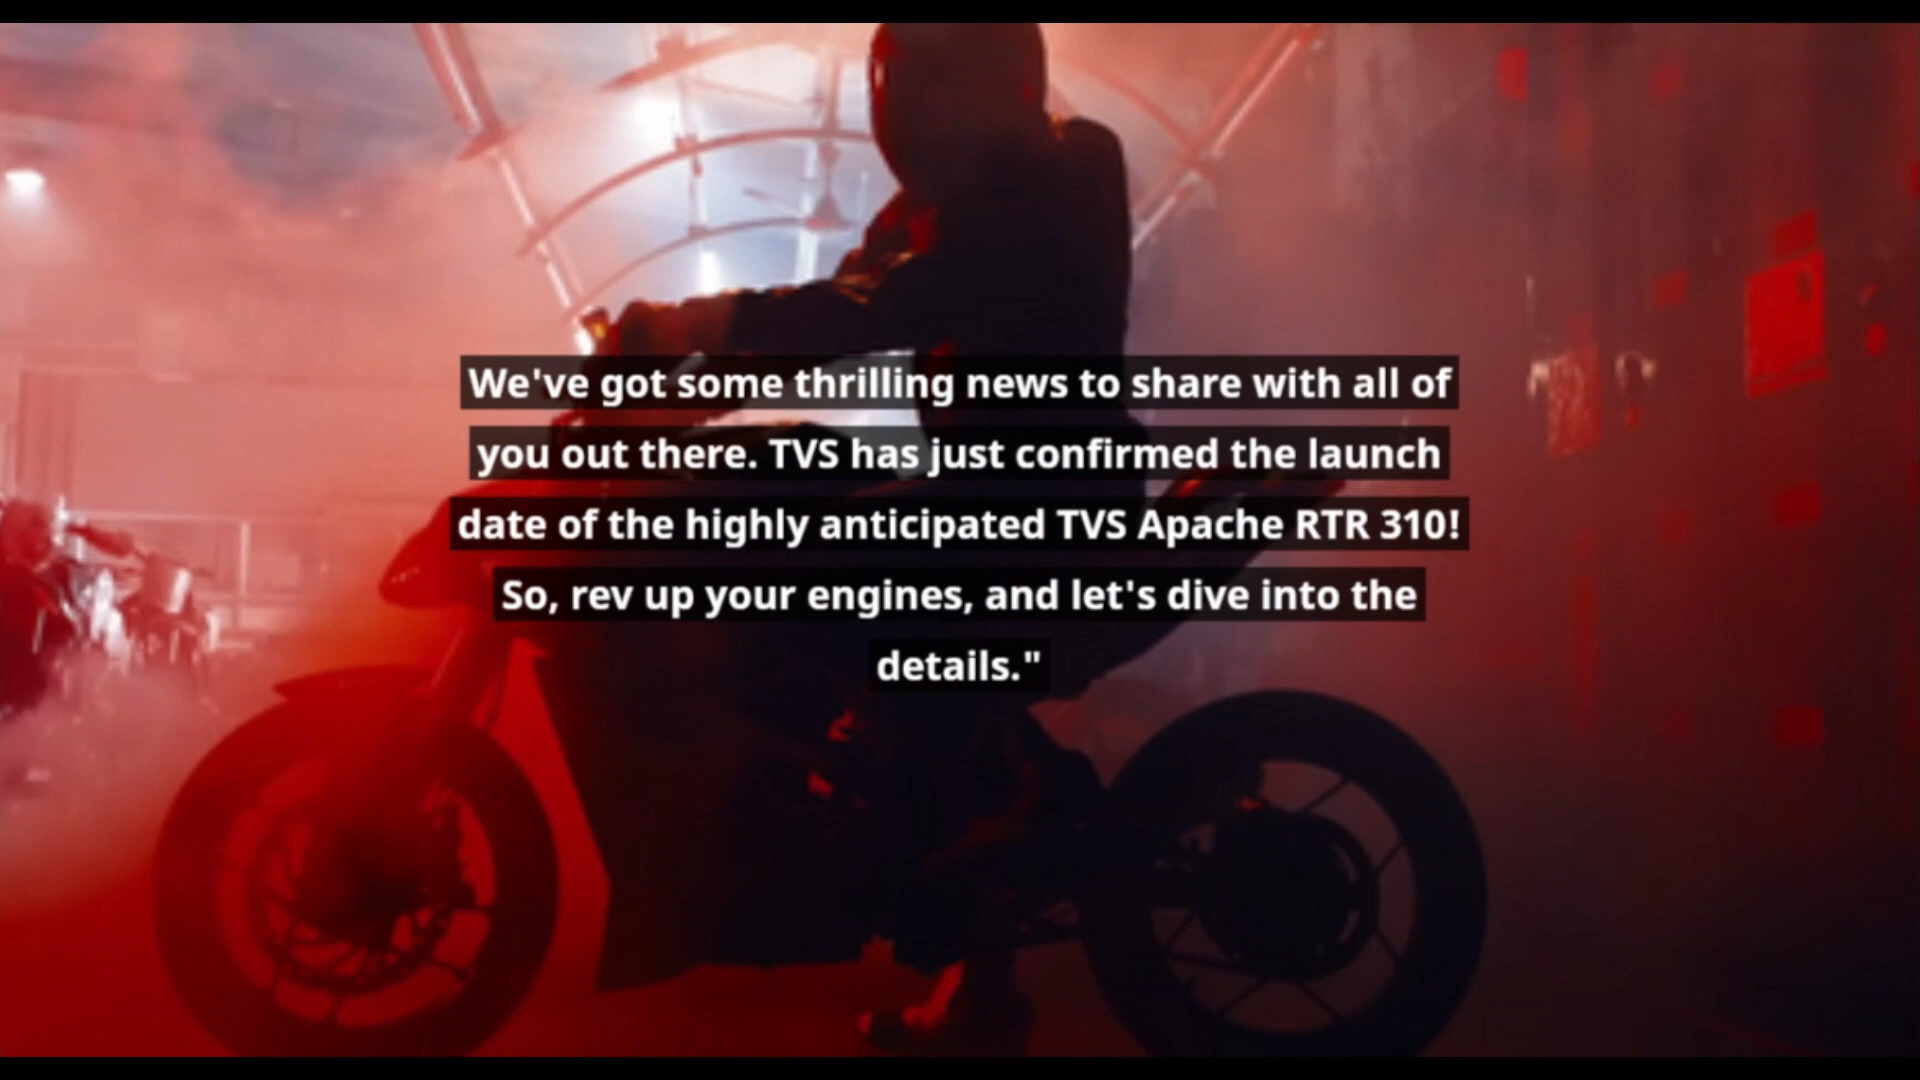 We've got some thrilling news to share with all of
you out there. TVS has just confirmed the launch
date of the highly anticipated TVS Apache RTR 310!
So, rev up your engines, and let's dive into the
details."